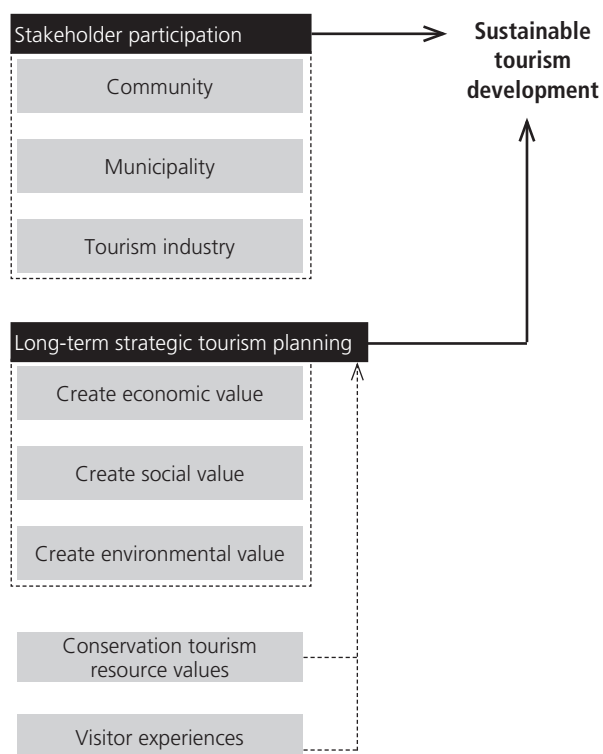 Stakeholder participation
Sustainable
tourism
development
Community
Municipality
Tourism industry
Long-term strategic tourism planning
Create economic value
Create social value
Create environmental value
Conservation tourism
resource values
Visitor experiences